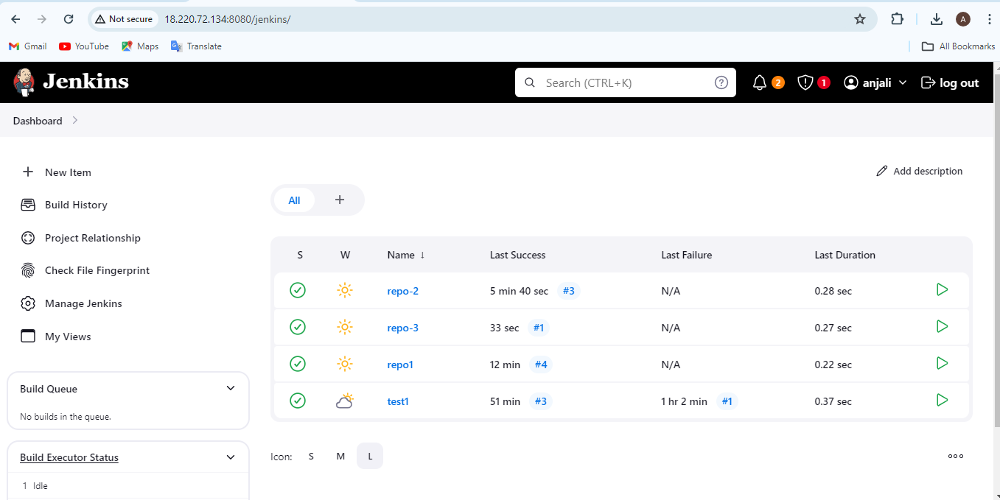 Not secure 18.220.72.134:8080/jenkins/ A
Gmail YouTube Maps Translate All Bookmarks
Jenkins Search (CTRL+K) ? 2 1 anjali log out
Dashboard
New Item
Build History
Project Relationship
Check File Fingerprint
Manage Jenkins
My Views
Build Queue
No builds in the queue.
Build Executor Status
1 Idle
Add description
All +
S W Name ↓ Last Success Last Failure Last Duration
repo-2 5 min 40 sec #3 N/A 0.28 sec
repo-3 33 sec #1 N/A 0.27 sec
repo1 12 min #4 N/A 0.22 sec
test1 51 min #3 1 hr 2 min #1 0.37 sec
Icon: S M L